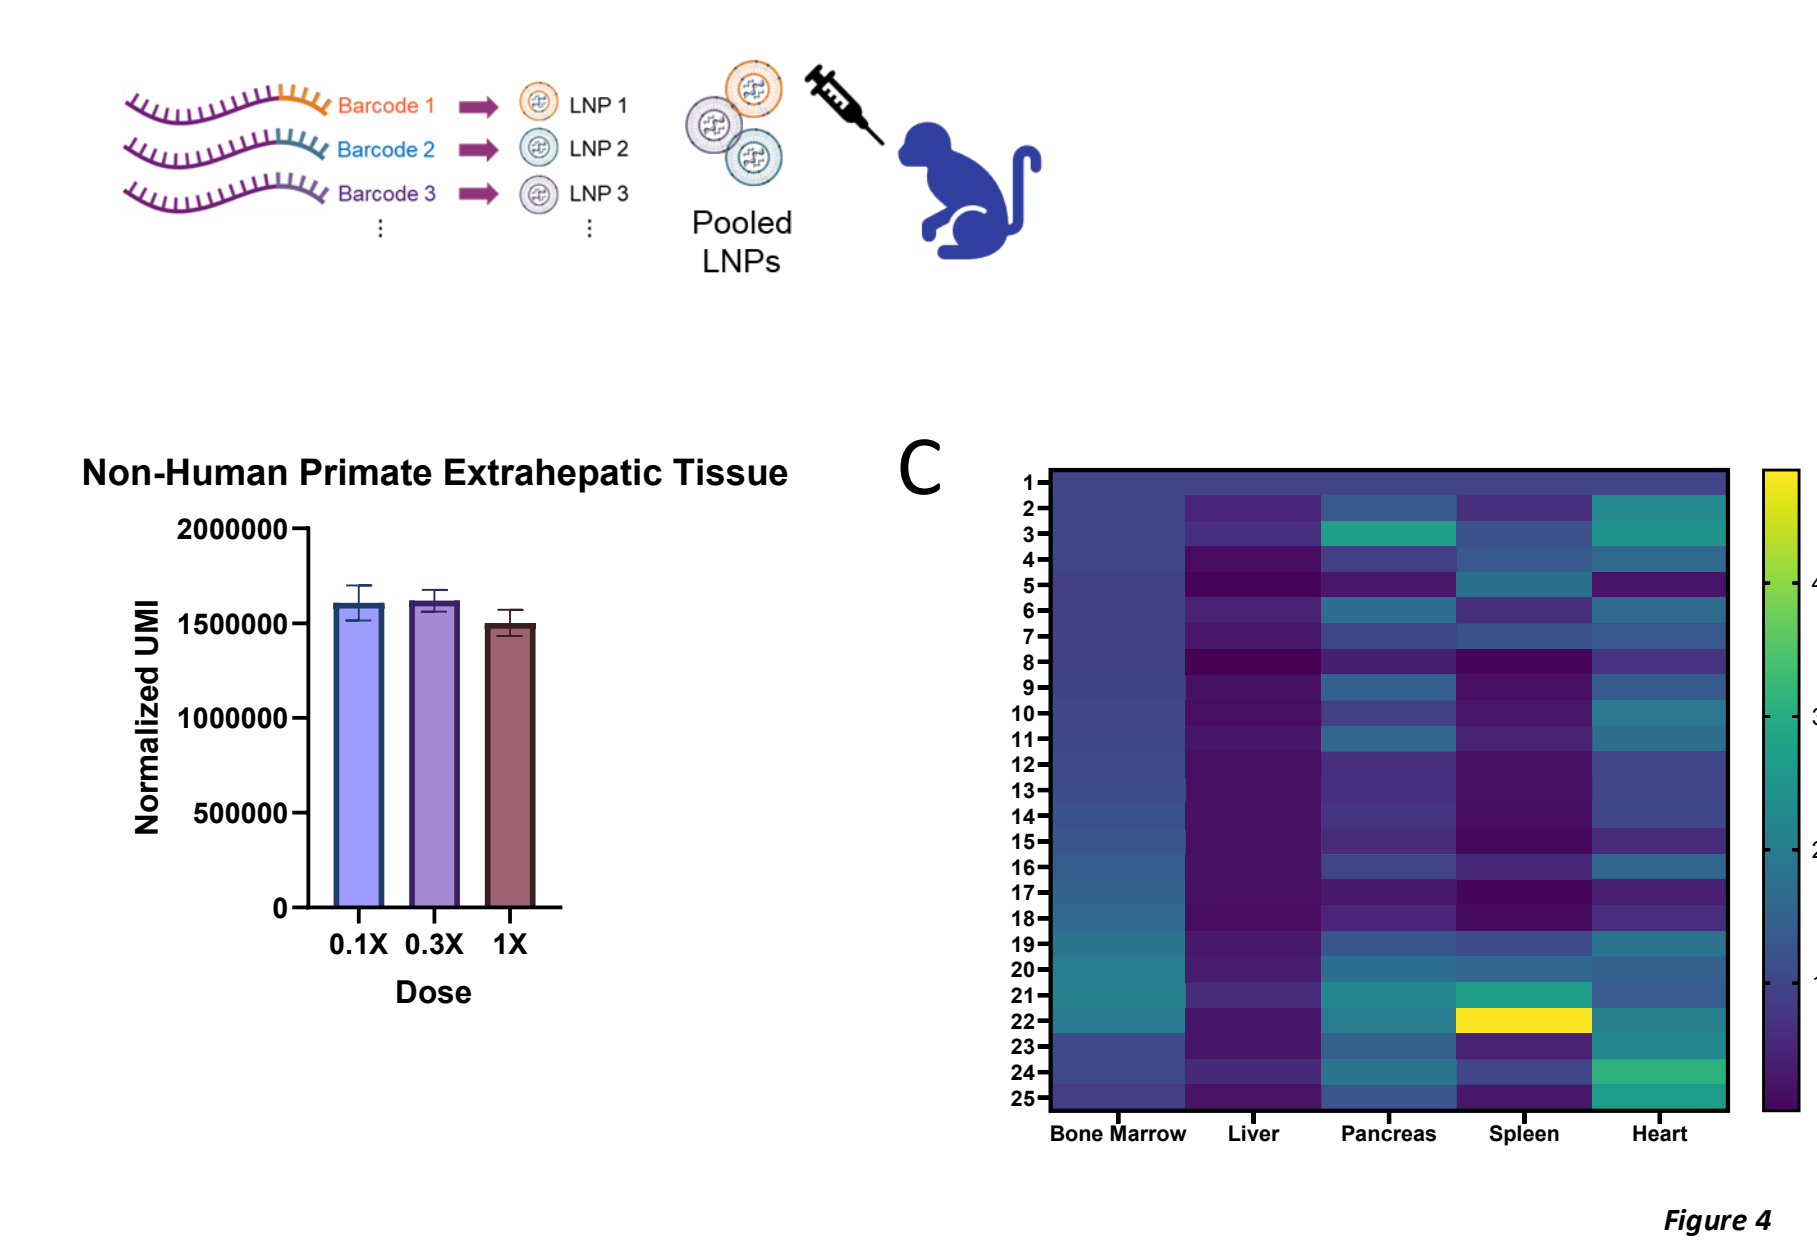 Barcode 1
LNP 1
Barcode 2
LNP 2
Barcode 3
LNP 3
Pooled
LNPs
Non-Human Primate Extrahepatic Tissue
Normalized UMI
2000000
1500000
1000000
500000
0
0.1X 0.3X 1X
Dose
C
1
2
3
4
5
6
7
8
9
10
11
12
13
14
15
16
17
18
19
20
21
22
23
24
25
Bone Marrow Liver Pancreas Spleen Heart
Figure 4